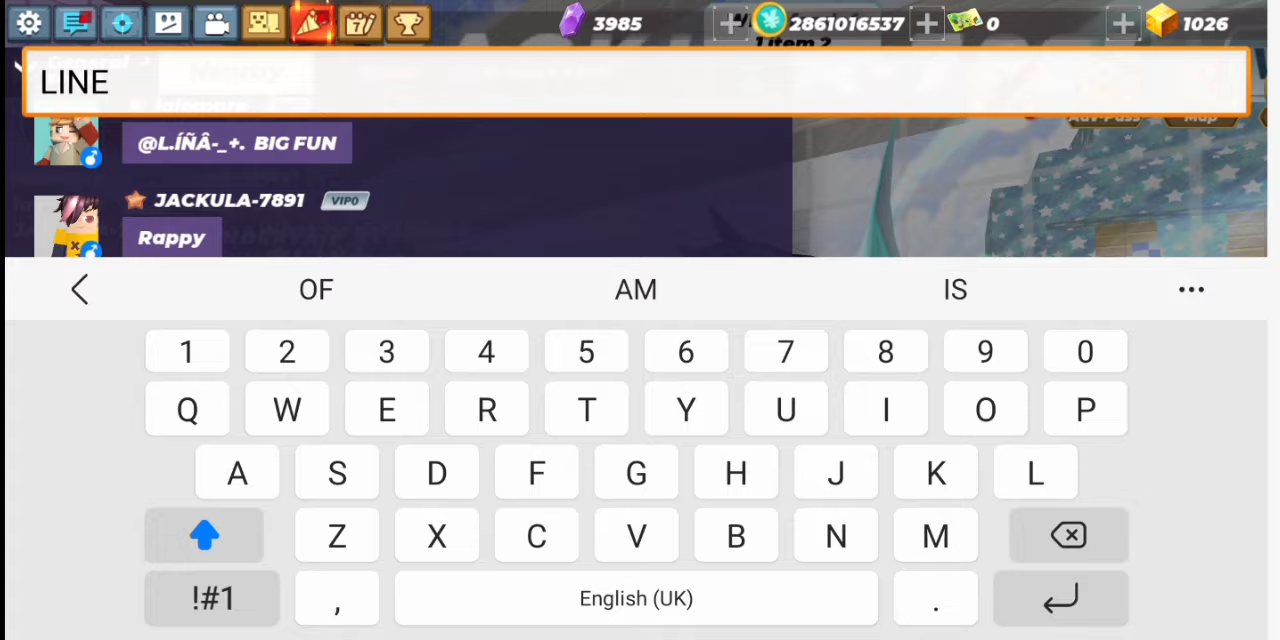 3985
2861016537
0
1026
LINE
@L.ÍÑÂ-_+. BIG FUN
JACKULA-7891 VIP0
Rappy
OF AM IS ...
1 2 3 4 5 6 7 8 9 0
Q W E R T Y U I O P
A S D F G H J K L
Z X C V B N M
!#1 , English (UK) .